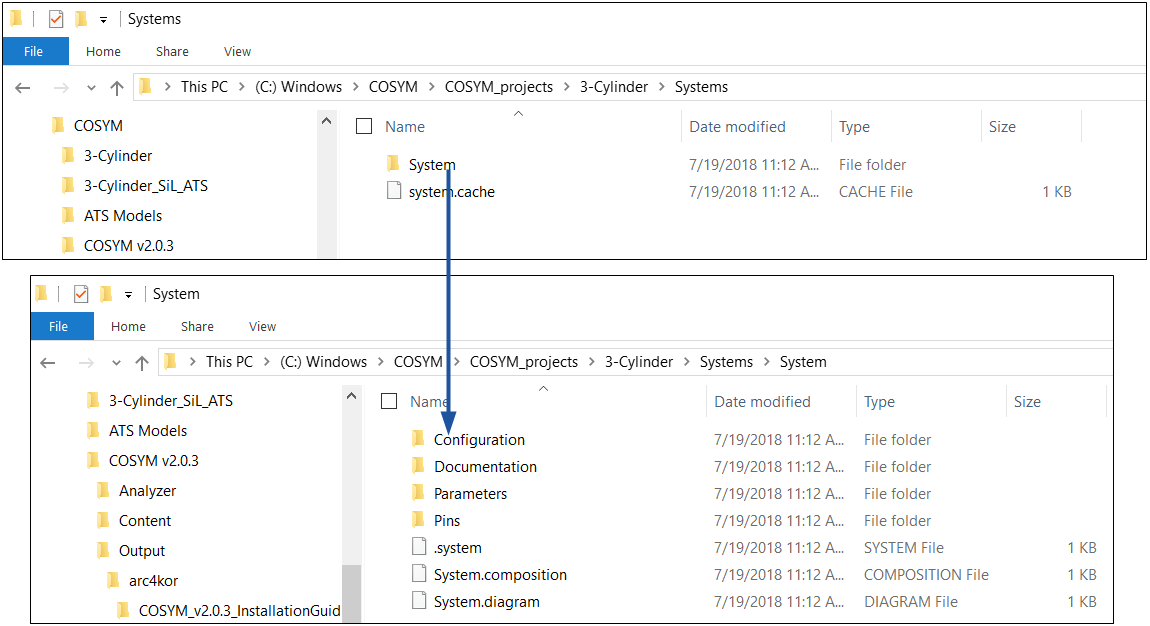 Systems
File Home Share View
This PC (C:) Windows COSYM COSYM_projects 3-Cylinder Systems
COSYM
3-Cylinder
3-Cylinder_SiL_ATS
ATS Models
COSYM v2.0.3
Name Date modified Type Size
System 7/19/2018 11:12 A... File folder
system.cache 7/19/2018 11:12 A... CACHE File 1 KB
System
File Home Share View
This PC (C:) Windows COSYM COSYM_projects 3-Cylinder Systems System
3-Cylinder_SiL_ATS
ATS Models
COSYM v2.0.3
Analyzer
Content
Output
arc4kor
COSYM_v2.0.3_InstallationGuid
Name Date modified Type Size
Configuration 7/19/2018 11:12 A... File folder
Documentation 7/19/2018 11:12 A... File folder
Parameters 7/19/2018 11:12 A... File folder
Pins 7/19/2018 11:12 A... File folder
.system 7/19/2018 11:12 A... SYSTEM File 1 KB
System.composition 7/19/2018 11:12 A... COMPOSITION File 1 KB
System.diagram 7/19/2018 11:12 A... DIAGRAM File 1 KB